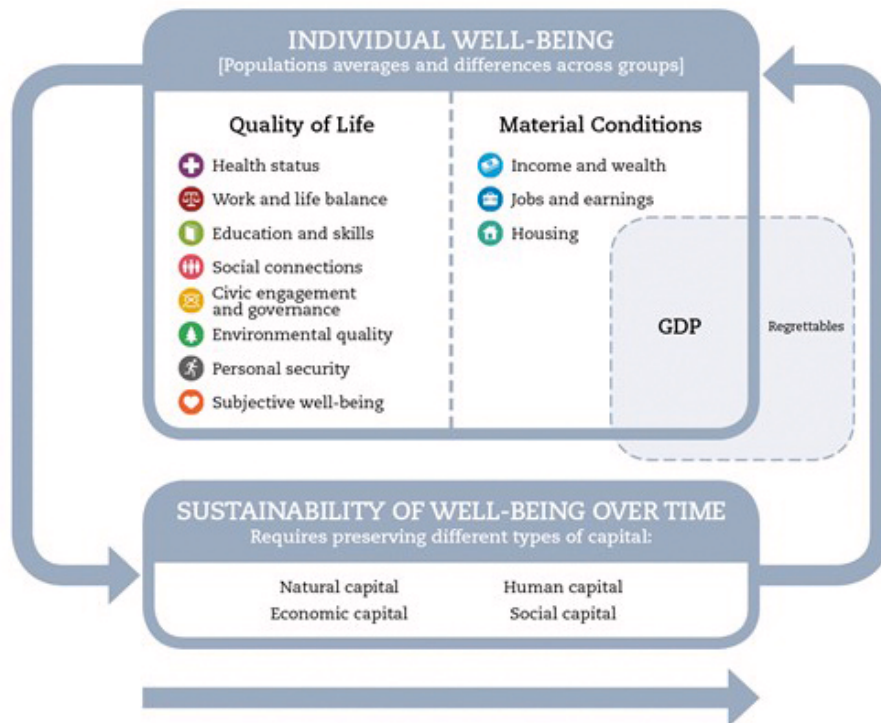 INDIVIDUAL WELL-BEING
[Populations averages and differences across groups]
Quality of Life
Health status
Work and life balance
Education and skills
Social connections
Civic engagement
and governance
Environmental quality
Personal security
Subjective well-being
Material Conditions
Income and wealth
Jobs and earnings
Housing
GDP
Regrettables
SUSTAINABILITY OF WELL-BEING OVER TIME
Requires preserving different types of capital:
Natural capital
Human capital
Economic capital
Social capital